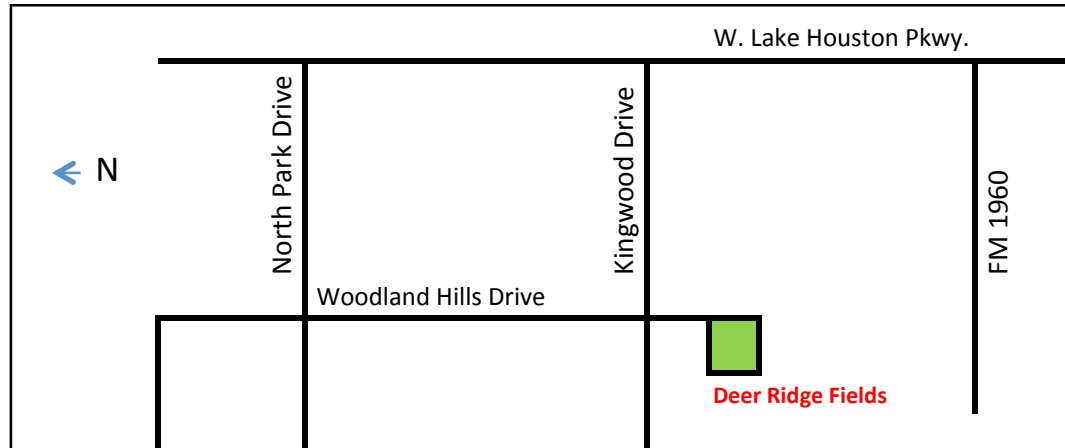 W. Lake Houston Pkwy.
N
North Park Drive
Kingwood Drive
FM 1960
Woodland Hills Drive
Deer Ridge Fields